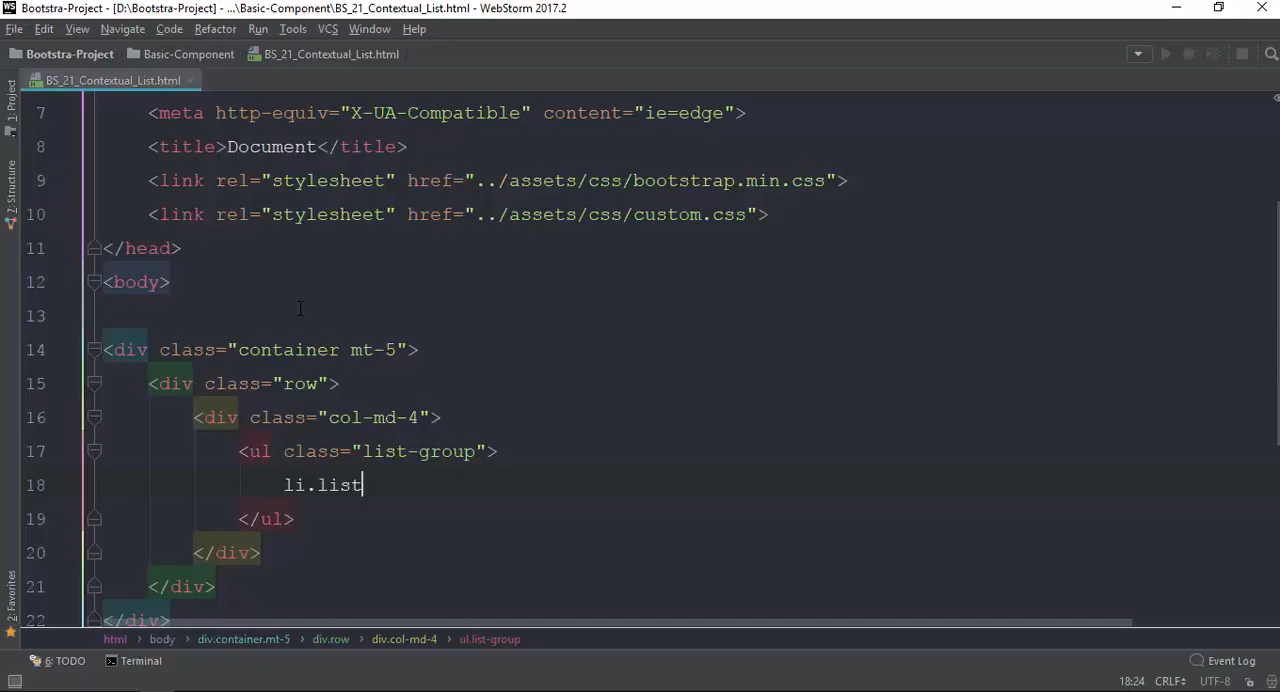 WS Bootstra-Project - [D:\Bootstra-Project] - ...\Basic-Component\BS_21_Contextual_List.html - WebStorm 2017.2
File Edit View Navigate Code Refactor Run Tools VCS Window Help
Bootstra-Project Basic-Component BS_21_Contextual_List.html
BS_21_Contextual_List.html
1: Project
7: Structure
2: Favorites
7 <meta http-equiv="X-UA-Compatible" content="ie=edge">
8 <title>Document</title>
9 <link rel="stylesheet" href="../assets/css/bootstrap.min.css">
10 <link rel="stylesheet" href="../assets/css/custom.css">
11 </head>
12 <body>
13
14 <div class="container mt-5">
15 <div class="row">
16 <div class="col-md-4">
17 <ul class="list-group">
18 li.list
19 </ul>
20 </div>
21 </div>
22 </div>
html body div.container.mt-5 div.row div.col-md-4 ul.list-group
6: TODO Terminal Event Log
18:24 CRLF UTF-8